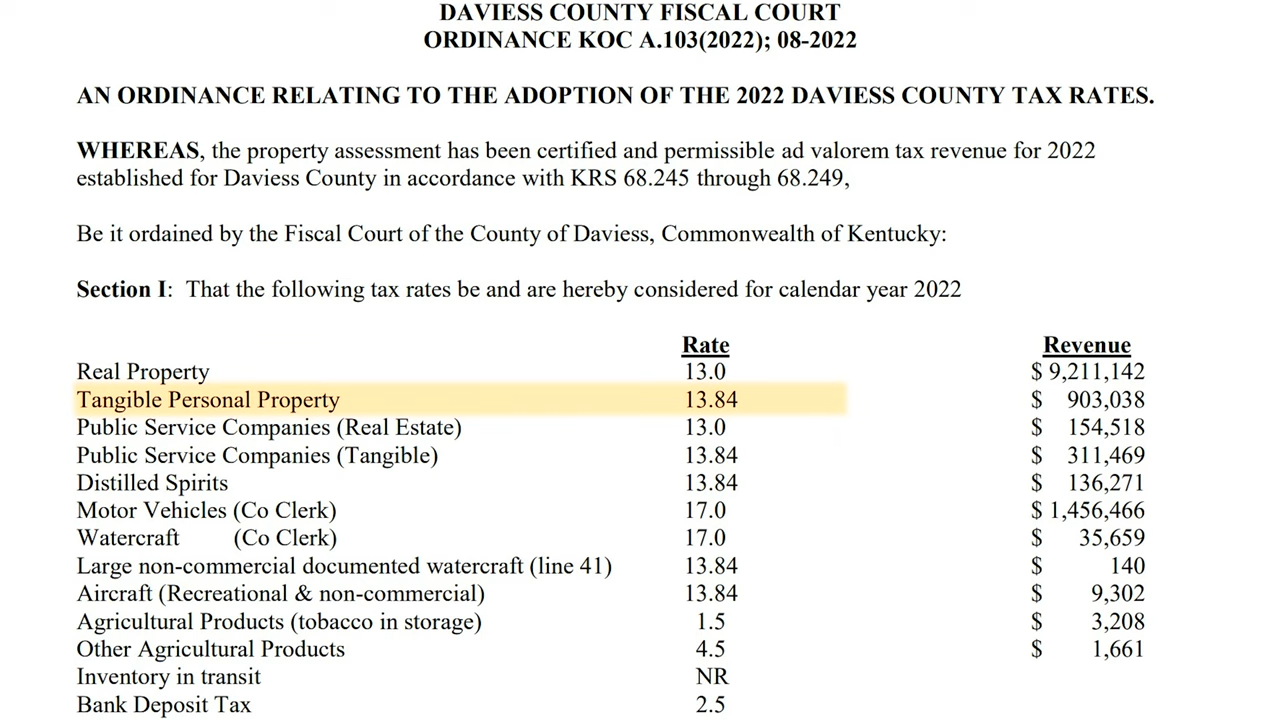 DAVIESS COUNTY FISCAL COURT
ORDINANCE KOC A.103(2022); 08-2022
AN ORDINANCE RELATING TO THE ADOPTION OF THE 2022 DAVIESS COUNTY TAX RATES.
WHEREAS, the property assessment has been certified and permissible ad valorem tax revenue for 2022
established for Daviess County in accordance with KRS 68.245 through 68.249,
Be it ordained by the Fiscal Court of the County of Daviess, Commonwealth of Kentucky:
Section I: That the following tax rates be and are hereby considered for calendar year 2022
Rate Revenue
Real Property 13.0 $ 9,211,142
Tangible Personal Property 13.84 $ 903,038
Public Service Companies (Real Estate) 13.0 $ 154,518
Public Service Companies (Tangible) 13.84 $ 311,469
Distilled Spirits 13.84 $ 136,271
Motor Vehicles (Co Clerk) 17.0 $ 1,456,466
Watercraft (Co Clerk) 17.0 $ 35,659
Large non-commercial documented watercraft (line 41) 13.84 $ 140
Aircraft (Recreational & non-commercial) 13.84 $ 9,302
Agricultural Products (tobacco in storage) 1.5 $ 3,208
Other Agricultural Products 4.5 $ 1,661
Inventory in transit NR
Bank Deposit Tax 2.5